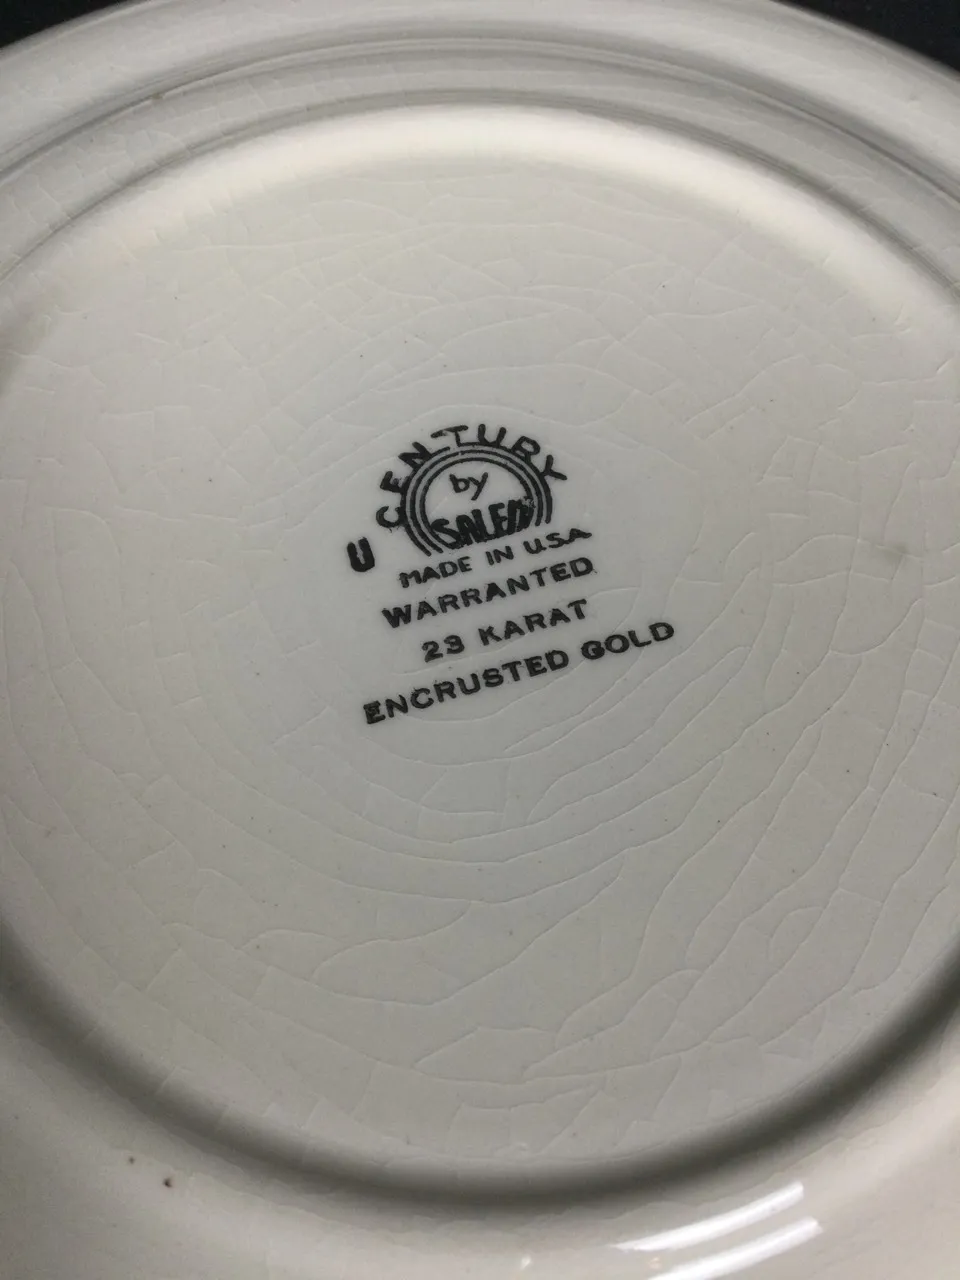 CENTURY
by
SALEM
U
MADE IN U.S.A.
WARRANTED
23 KARAT
ENCRUSTED GOLD